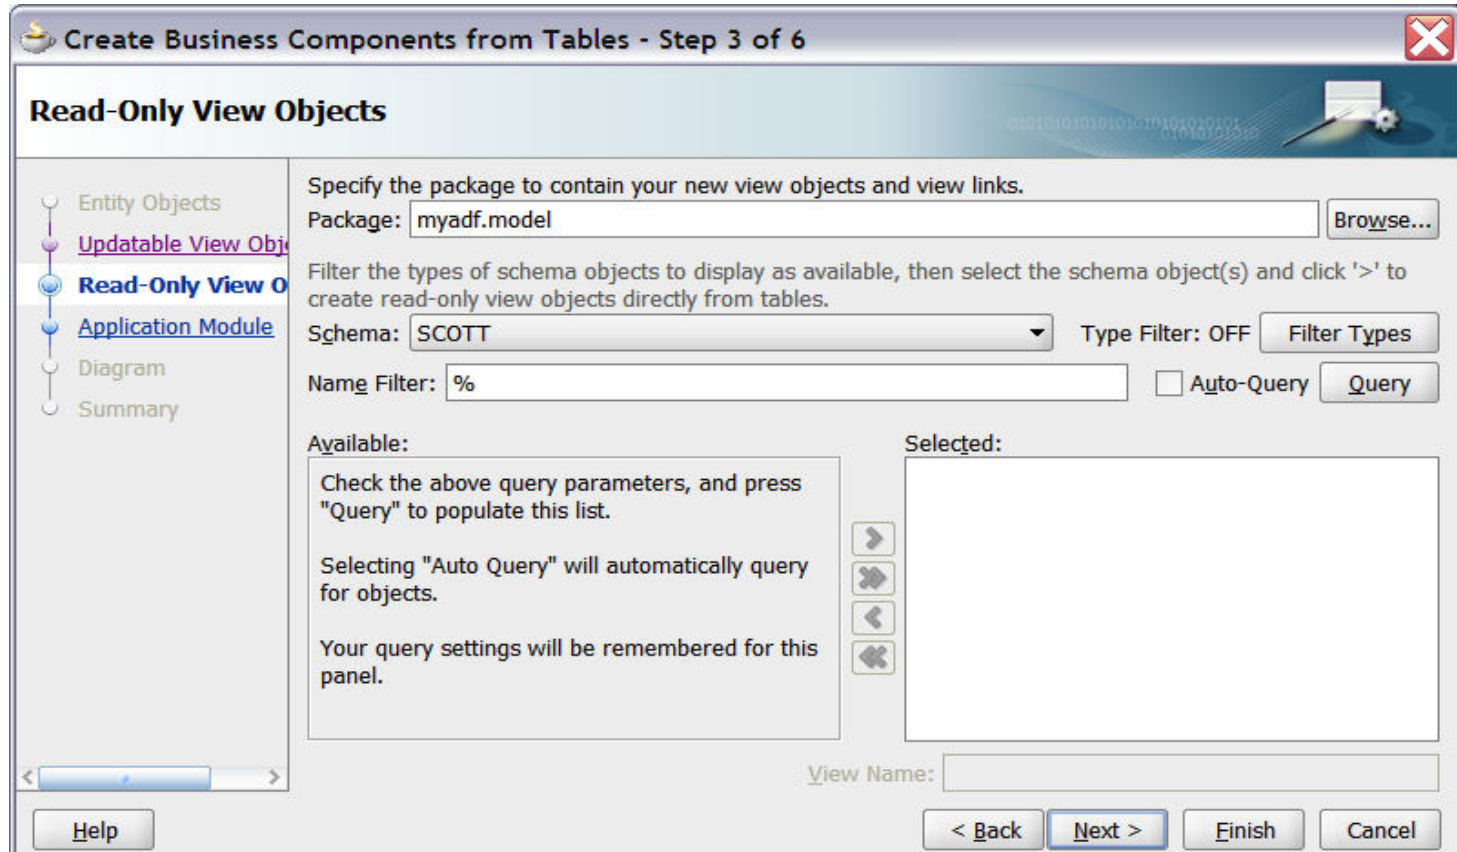 Create Business Components from Tables - Step 3 of 6
Read-Only View Objects
Entity Objects
Updatable View Obj
Read-Only View O
Application Module
Diagram
Summary
Specify the package to contain your new view objects and view links.
Package: myadf.model Browse...
Filter the types of schema objects to display as available, then select the schema object(s) and click '>' to
create read-only view objects directly from tables.
Schema: SCOTT Type Filter: OFF Filter Types
Name Filter: % Auto-Query Query
Available: Selected:
Check the above query parameters, and press
"Query" to populate this list.
Selecting "Auto Query" will automatically query
for objects.
Your query settings will be remembered for this
panel.
View Name:
Help < Back Next > Finish Cancel